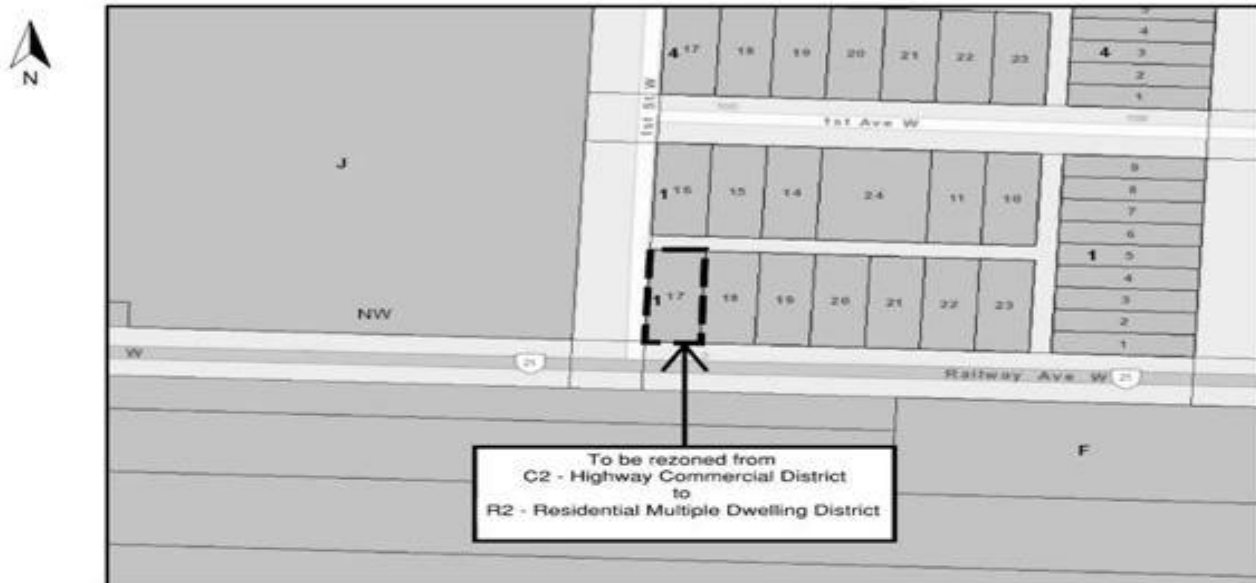 N
5
4
4 17 18 19 20 21 22 23
4 3
2
1
1st St W
1st Ave W
J
9
8
7
6
1 16 15 14 24 11 10
1 5
4
3
2
1
1 17 18 19 20 21 22 23
NW
W
21
Railway Ave W 21
To be rezoned from
C2 - Highway Commercial District
to
R2 - Residential Multiple Dwelling District
F